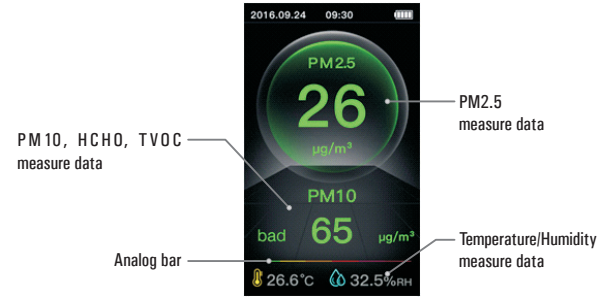 2016.09.24 09:30
PM2.5
26
μg/m³
PM2.5
measure data
PM10, HCHO, TVOC
measure data
PM10
bad 65 μg/m³
Analog bar
Temperature/Humidity
measure data
26.6°c 32.5%RH